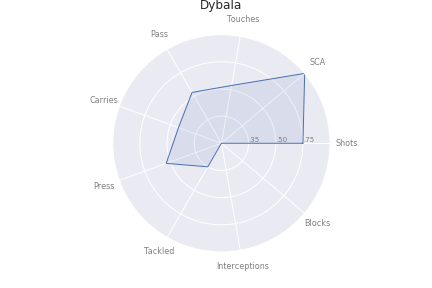 Dybala
Touches
Pass
SCA
Carries
.35 .50 .75
Shots
Press
Blocks
Tackled
Interceptions